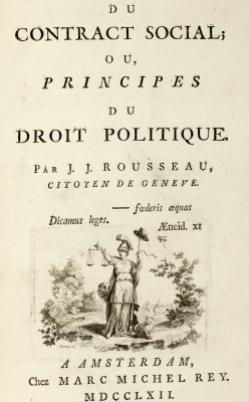 DU
CONTRACT SOCIAL;
OU,
PRINCIPES
DU
DROIT POLITIQUE.
PAR J. J. ROUSSEAU,
CITOYEN DE GENEVE.
— fœderis æquas
Dicamus leges. Æneid. XI
A AMSTERDAM,
Chez MARC MICHEL REY.
MDCCLXII.